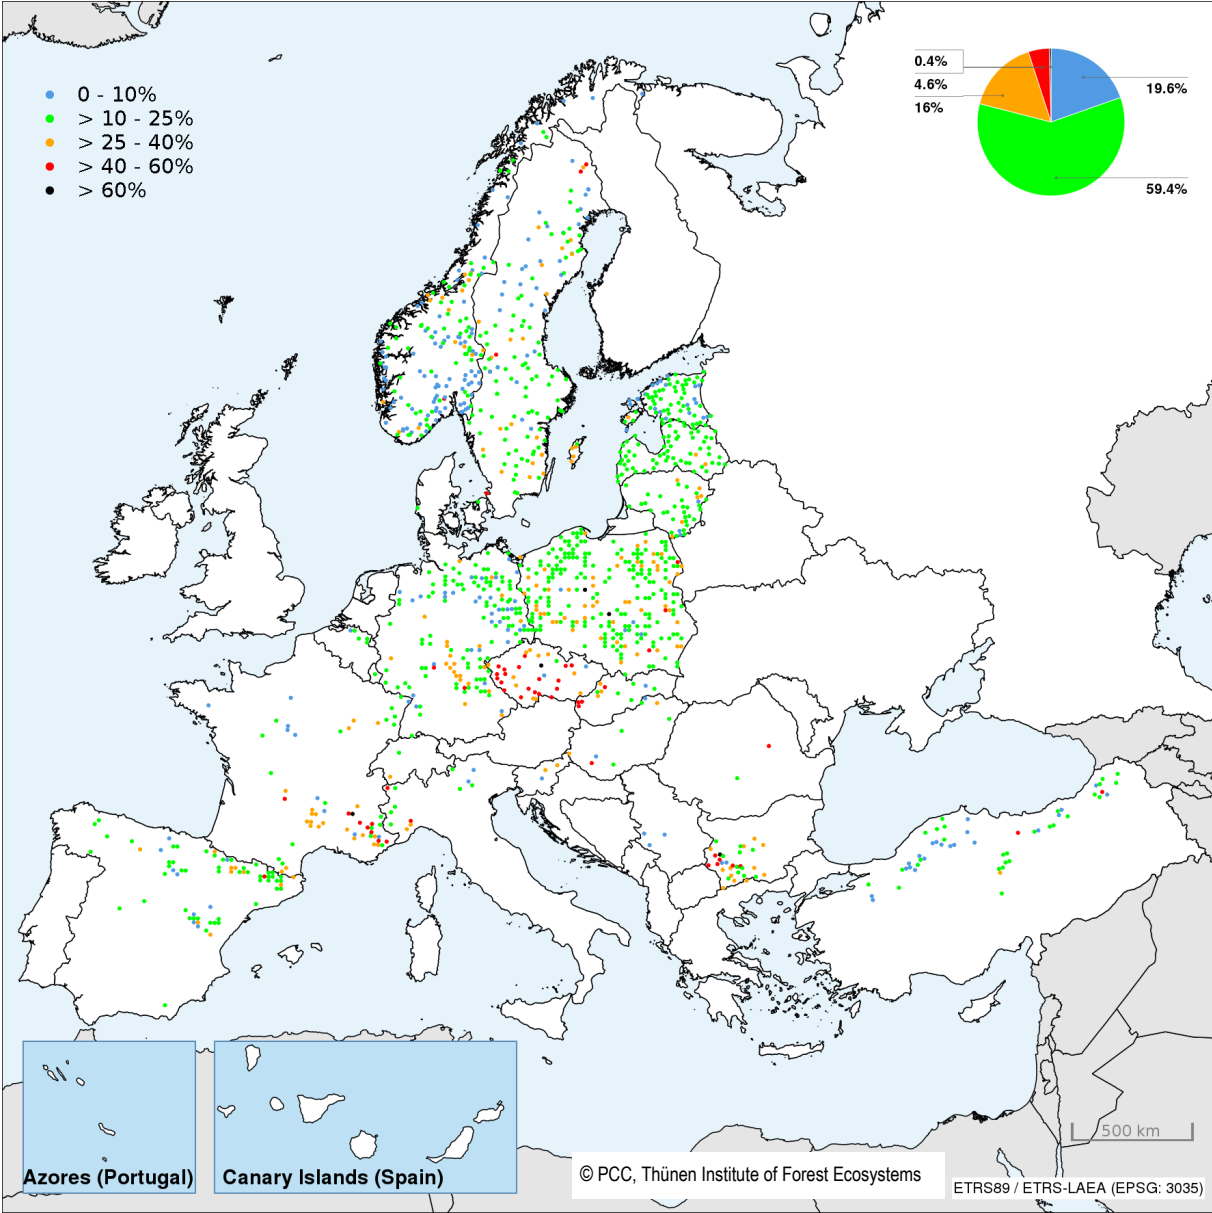 0 - 10%
> 10 - 25%
> 25 - 40%
> 40 - 60%
> 60%
0.4%
4.6%
16%
19.6%
59.4%
500 km
Azores (Portugal)
Canary Islands (Spain)
© PCC, Thünen Institute of Forest Ecosystems
ETRS89 / ETRS-LAEA (EPSG: 3035)